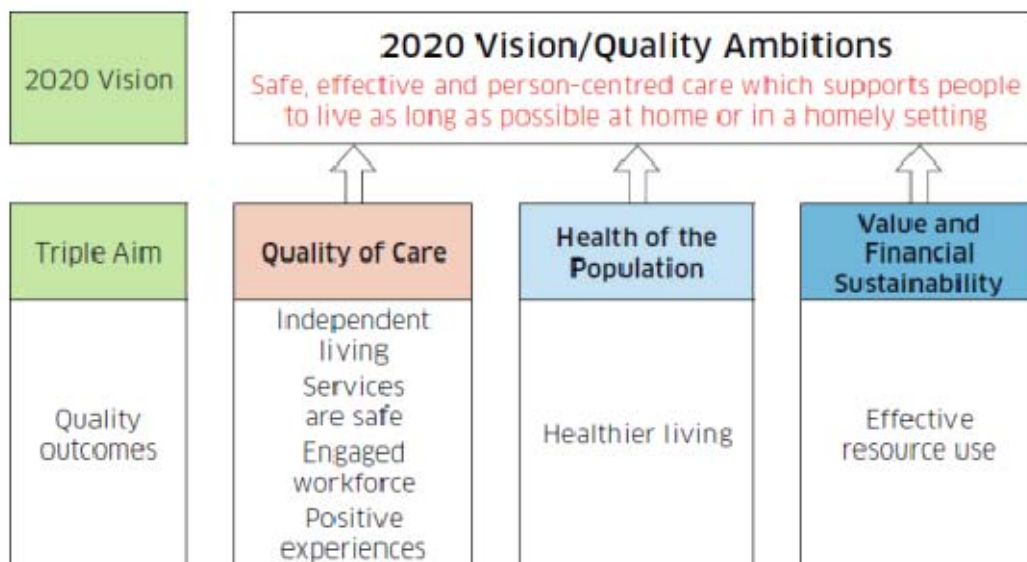 2020 Vision
2020 Vision/Quality Ambitions
Safe, effective and person-centred care which supports people
to live as long as possible at home or in a homely setting
Triple Aim
Quality of Care
Health of the
Population
Value and
Financial
Sustainability
Quality
outcomes
Independent
living
Services
are safe
Engaged
workforce
Positive
experiences
Healthier living
Effective
resource use